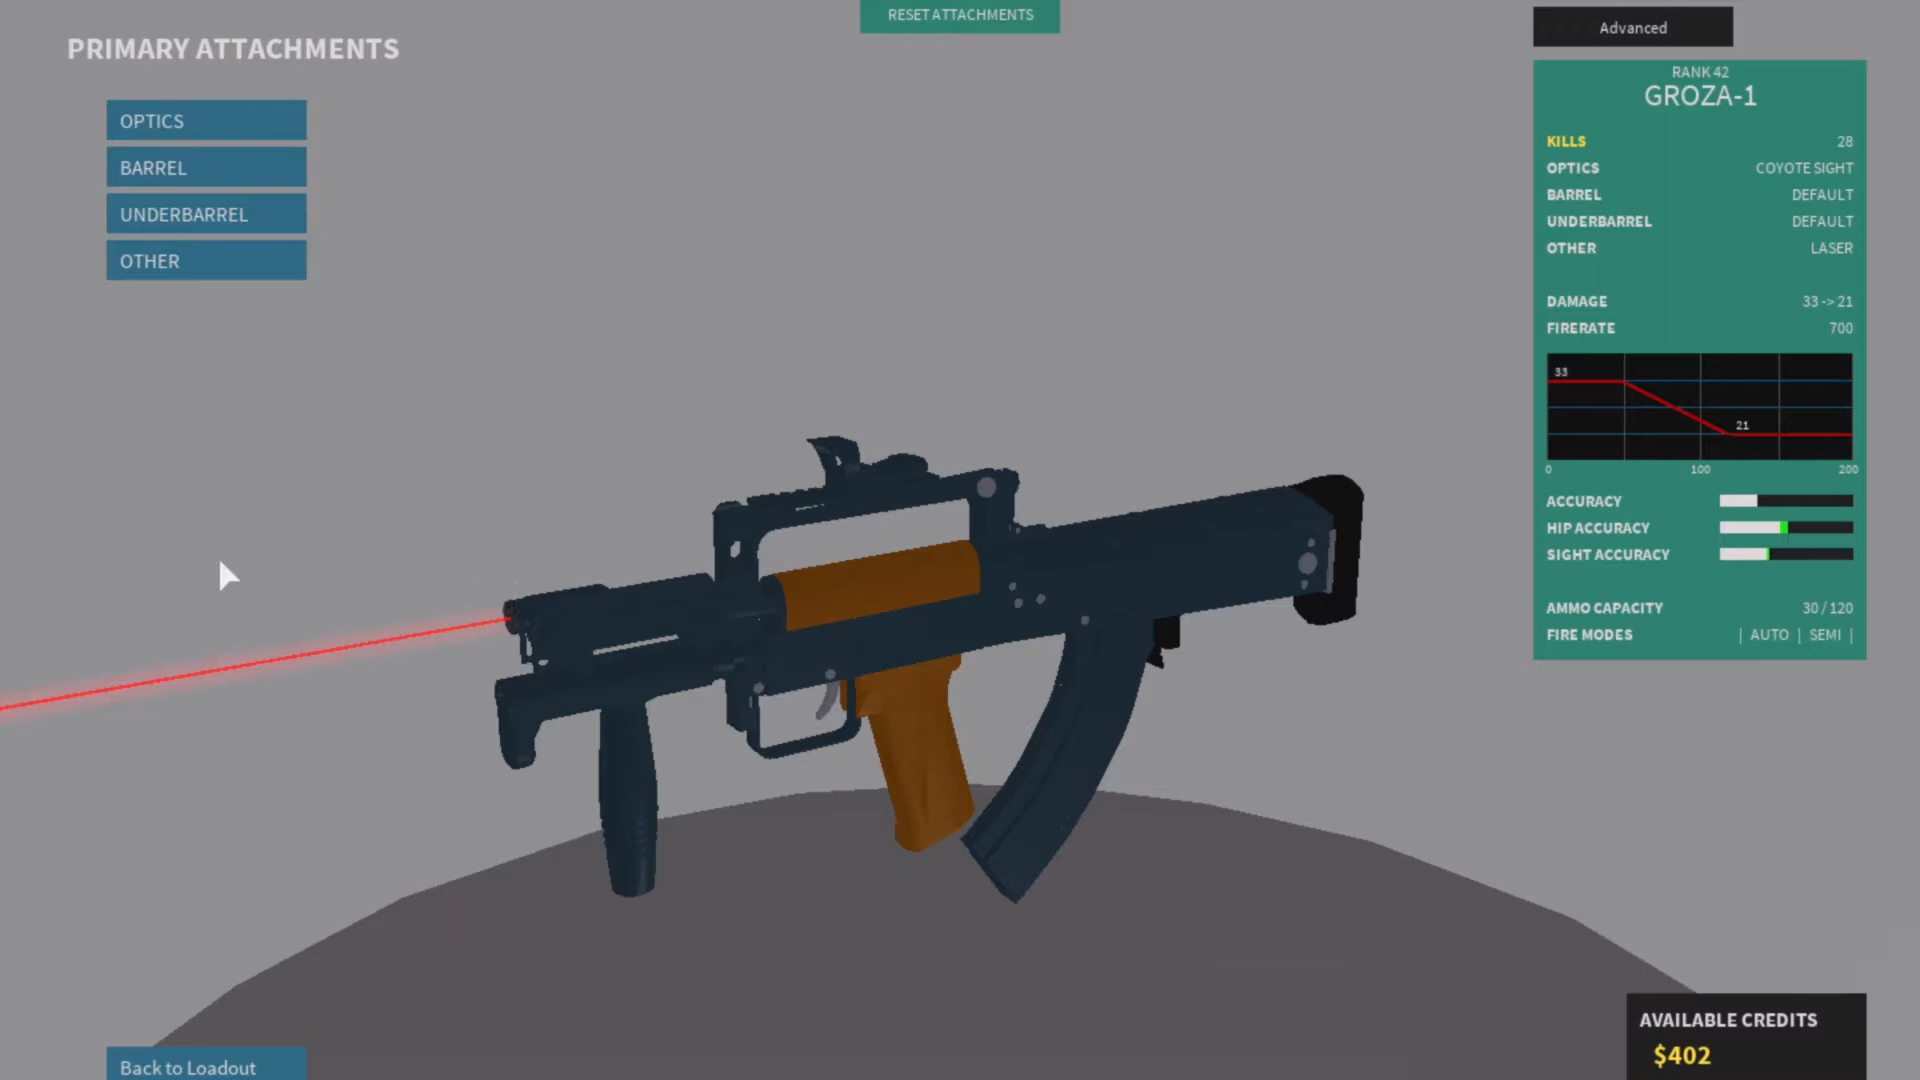 RESET ATTACHMENTS
PRIMARY ATTACHMENTS
OPTICS
BARREL
UNDERBARREL
OTHER
Advanced
RANK 42
GROZA-1
KILLS 28
OPTICS COYOTE SIGHT
BARREL DEFAULT
UNDERBARREL DEFAULT
OTHER LASER
DAMAGE 33 -> 21
FIRERATE 700
33
21
0 100 200
ACCURACY
HIP ACCURACY
SIGHT ACCURACY
AMMO CAPACITY 30 / 120
FIRE MODES | AUTO | SEMI |
AVAILABLE CREDITS
$402
Back to Loadout